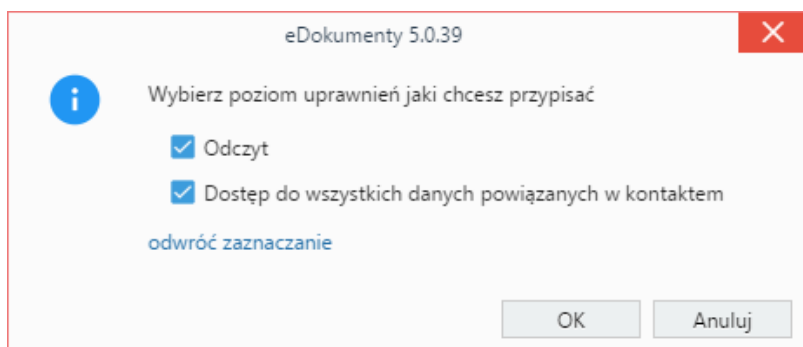 eDokumenty 5.0.39
Wybierz poziom uprawnień jaki chcesz przypisać
Odczyt
Dostęp do wszystkich danych powiązanych w kontaktem
odwróć zaznaczanie
OK Anuluj